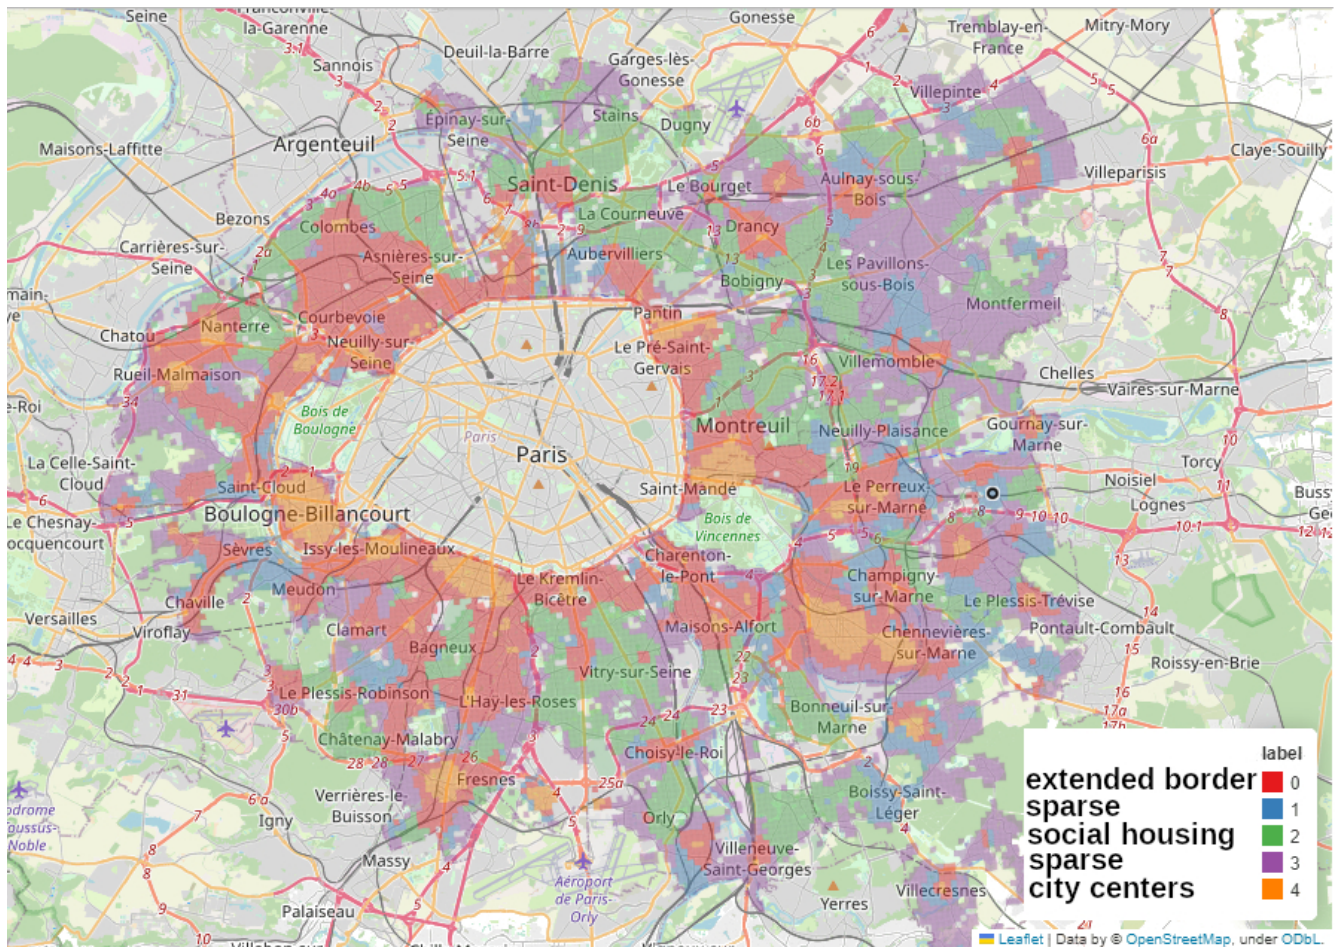 Seine
Franconville-
la-Garenne
Gonesse
Tremblay-en-
France
Mitry-Mory
Deuil-la-Barre
Sannois
Garges-lès-
Gonesse
Villepinte
Épinay-sur-
Seine
Stains
Dugny
Argenteuil
Maisons-Laffitte
Claye-Souilly
Villeparisis
Saint-Denis
Le Bourget
Aulnay-sous-
Bois
Bezons
Colombes
La Courneuve
Drancy
Carrières-sur-
Seine
Asnières-sur-
Seine
Aubervilliers
Bobigny
Les Pavillons-
sous-Bois
Montfermeil
Chatou
Nanterre
Courbevoie
Pantin
Neuilly-sur-
Seine
Le Pré-Saint-
Gervais
Villemomble
Rueil-Malmaison
Chelles
Vaires-sur-Marne
Bois de
Boulogne
Paris
Montreuil
Neuilly-Plaisance
Gournay-sur-
Marne
Paris
La Celle-Saint-
Cloud
Torcy
Saint-Cloud
Saint-Mandé
Le Perreux-
sur-Marne
Noisiel
Lognes
Boulogne-Billancourt
Bois de
Vincennes
Le Chesnay-
ocquencourt
Sèvres
Issy-les-Moulineaux
Charenton-
le-Pont
Meudon
Le Kremlin-
Bicêtre
Champigny-
sur-Marne
Chaville
Le Plessis-Trévise
Versailles
Viroflay
Clamart
Maisons-Alfort
Chennevières-
sur-Marne
Pontault-Combault
Bagneux
Roissy-en-Brie
Vitry-sur-Seine
Le Plessis-Robinson
L'Haÿ-les-Roses
Bonneuil-sur-
Marne
Châtenay-Malabry
Choisy-le-Roi
Fresnes
Verrières-le-
Buisson
Igny
Boissy-Saint-
Léger
Orly
Massy
Villeneuve-
Saint-Georges
Aéroport
de Paris-
Orly
Villecresnes
Yerres
Palaiseau
label
extended border 0
sparse 1
social housing 2
sparse 3
city centers 4
Leaflet | Data by © OpenStreetMap, under ODbL.